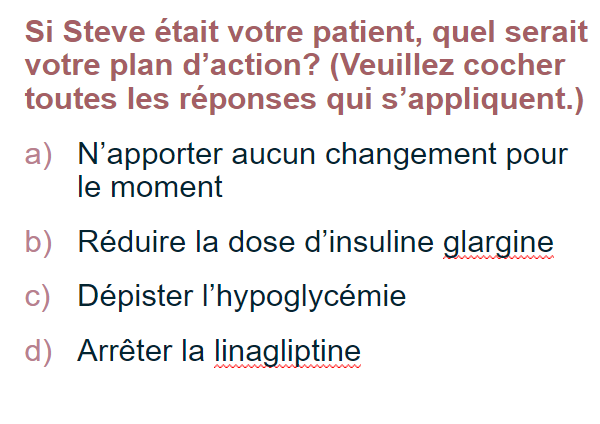 Si Steve était votre patient, quel serait
votre plan d’action? (Veuillez cocher
toutes les réponses qui s’appliquent.)
a) N’apporter aucun changement pour
le moment
b) Réduire la dose d’insuline glargine
c) Dépister l’hypoglycémie
d) Arrêter la linagliptine